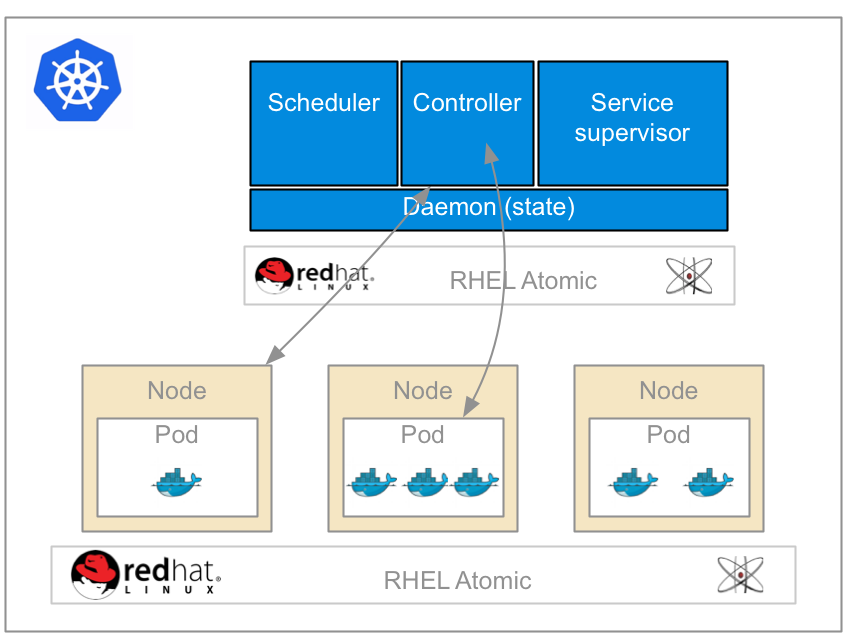 Scheduler
Controller
Service
supervisor
Daemon (state)
redhat.
LINUX
RHEL Atomic
Node
Pod
Node
Pod
Node
Pod
redhat.
LINUX
RHEL Atomic